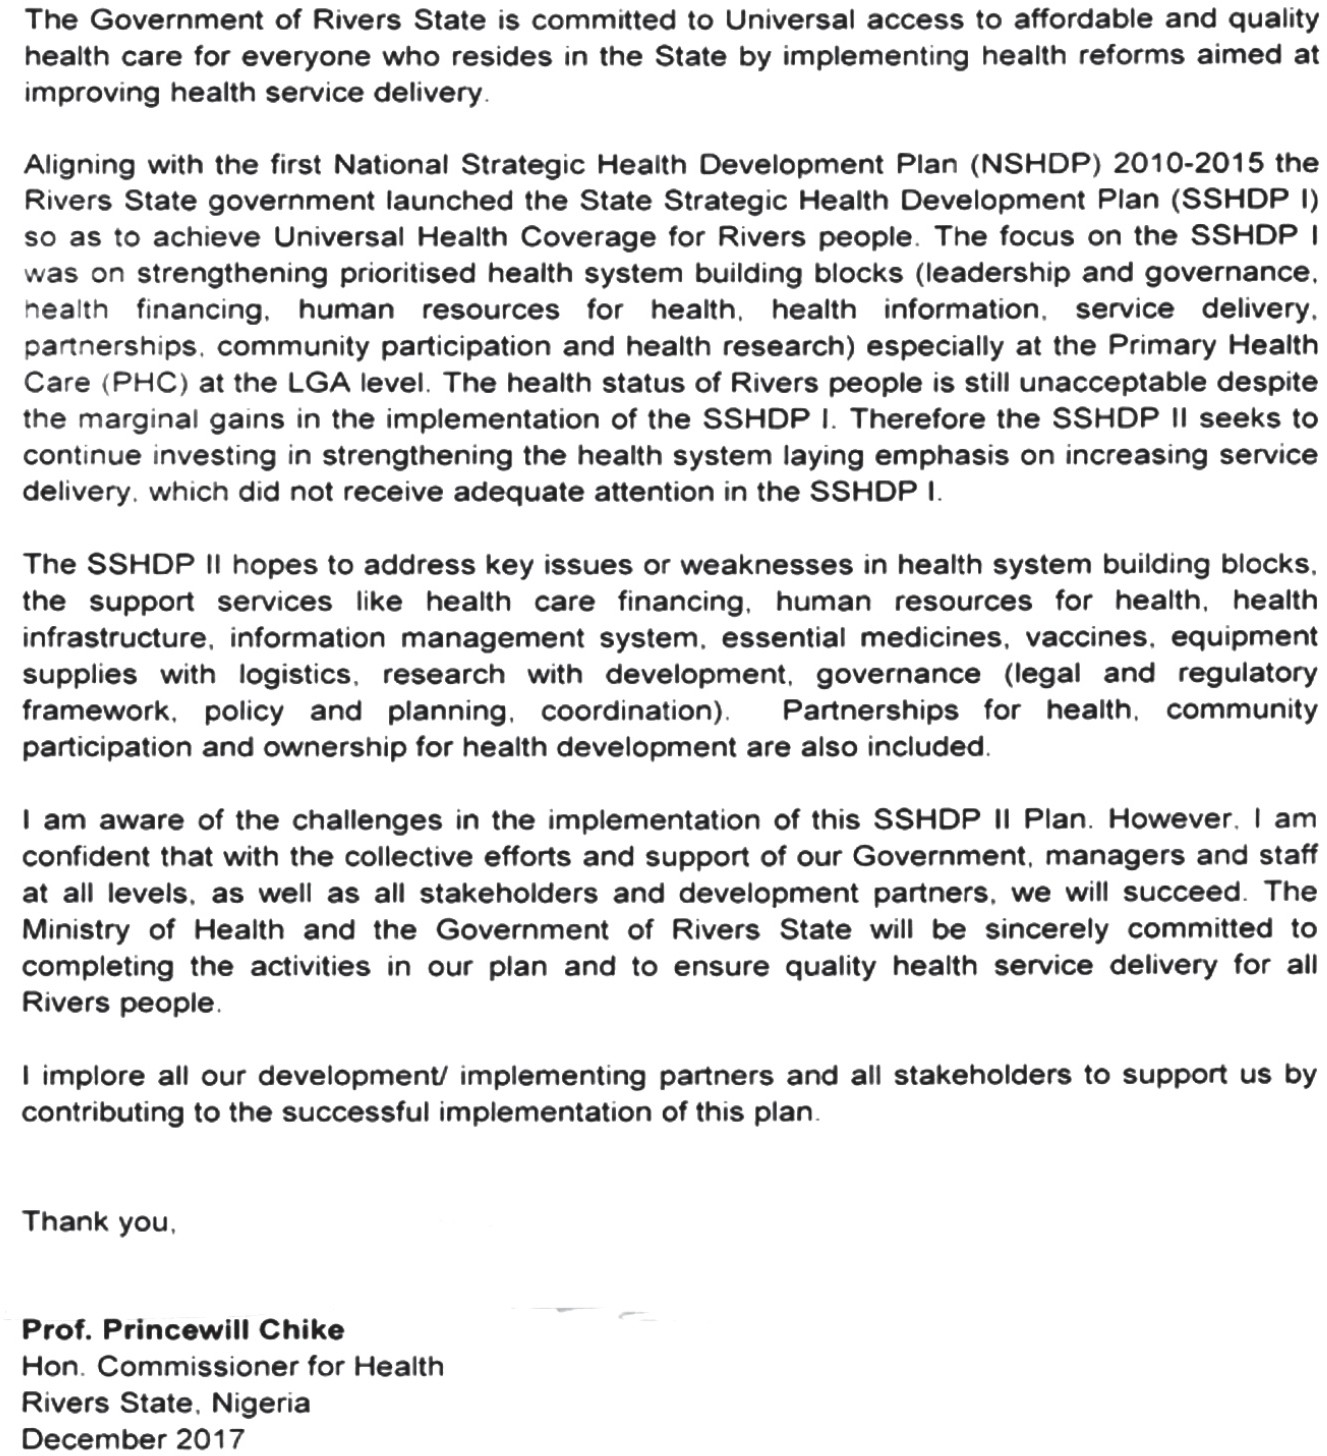 The Government of Rivers State is committed to Universal access to affordable and quality
health care for everyone who resides in the State by implementing health reforms aimed at
improving health service delivery.
Aligning with the first National Strategic Health Development Plan (NSHDP) 2010-2015 the
Rivers State government launched the State Strategic Health Development Plan (SSHDP I)
so as to achieve Universal Health Coverage for Rivers people. The focus on the SSHDP I
was on strengthening prioritised health system building blocks (leadership and governance,
health financing, human resources for health, health information, service delivery,
partnerships, community participation and health research) especially at the Primary Health
Care (PHC) at the LGA level. The health status of Rivers people is still unacceptable despite
the marginal gains in the implementation of the SSHDP I. Therefore the SSHDP II seeks to
continue investing in strengthening the health system laying emphasis on increasing service
delivery, which did not receive adequate attention in the SSHDP I.
The SSHDP II hopes to address key issues or weaknesses in health system building blocks,
the support services like health care financing, human resources for health, health
infrastructure, information management system, essential medicines, vaccines, equipment
supplies with logistics, research with development, governance (legal and regulatory
framework, policy and planning, coordination). Partnerships for health, community
participation and ownership for health development are also included.
I am aware of the challenges in the implementation of this SSHDP II Plan. However, I am
confident that with the collective efforts and support of our Government, managers and staff
at all levels, as well as all stakeholders and development partners, we will succeed. The
Ministry of Health and the Government of Rivers State will be sincerely committed to
completing the activities in our plan and to ensure quality health service delivery for all
Rivers people.
I implore all our development/ implementing partners and all stakeholders to support us by
contributing to the successful implementation of this plan.
Thank you,
Prof. Princewill Chike
Hon. Commissioner for Health
Rivers State, Nigeria
December 2017